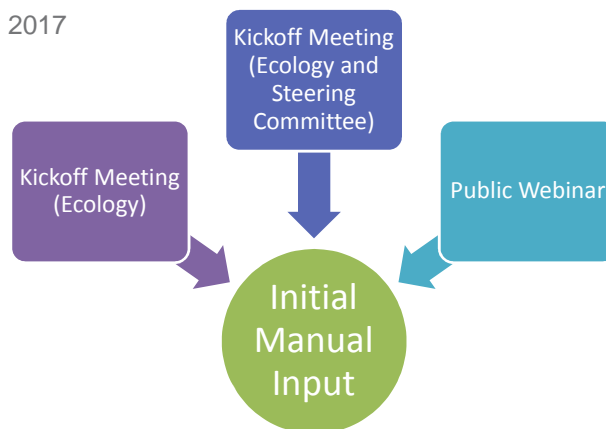 2017
Kickoff Meeting
(Ecology and
Steering
Committee)
Kickoff Meeting
(Ecology)
Public Webinar
Initial
Manual
Input